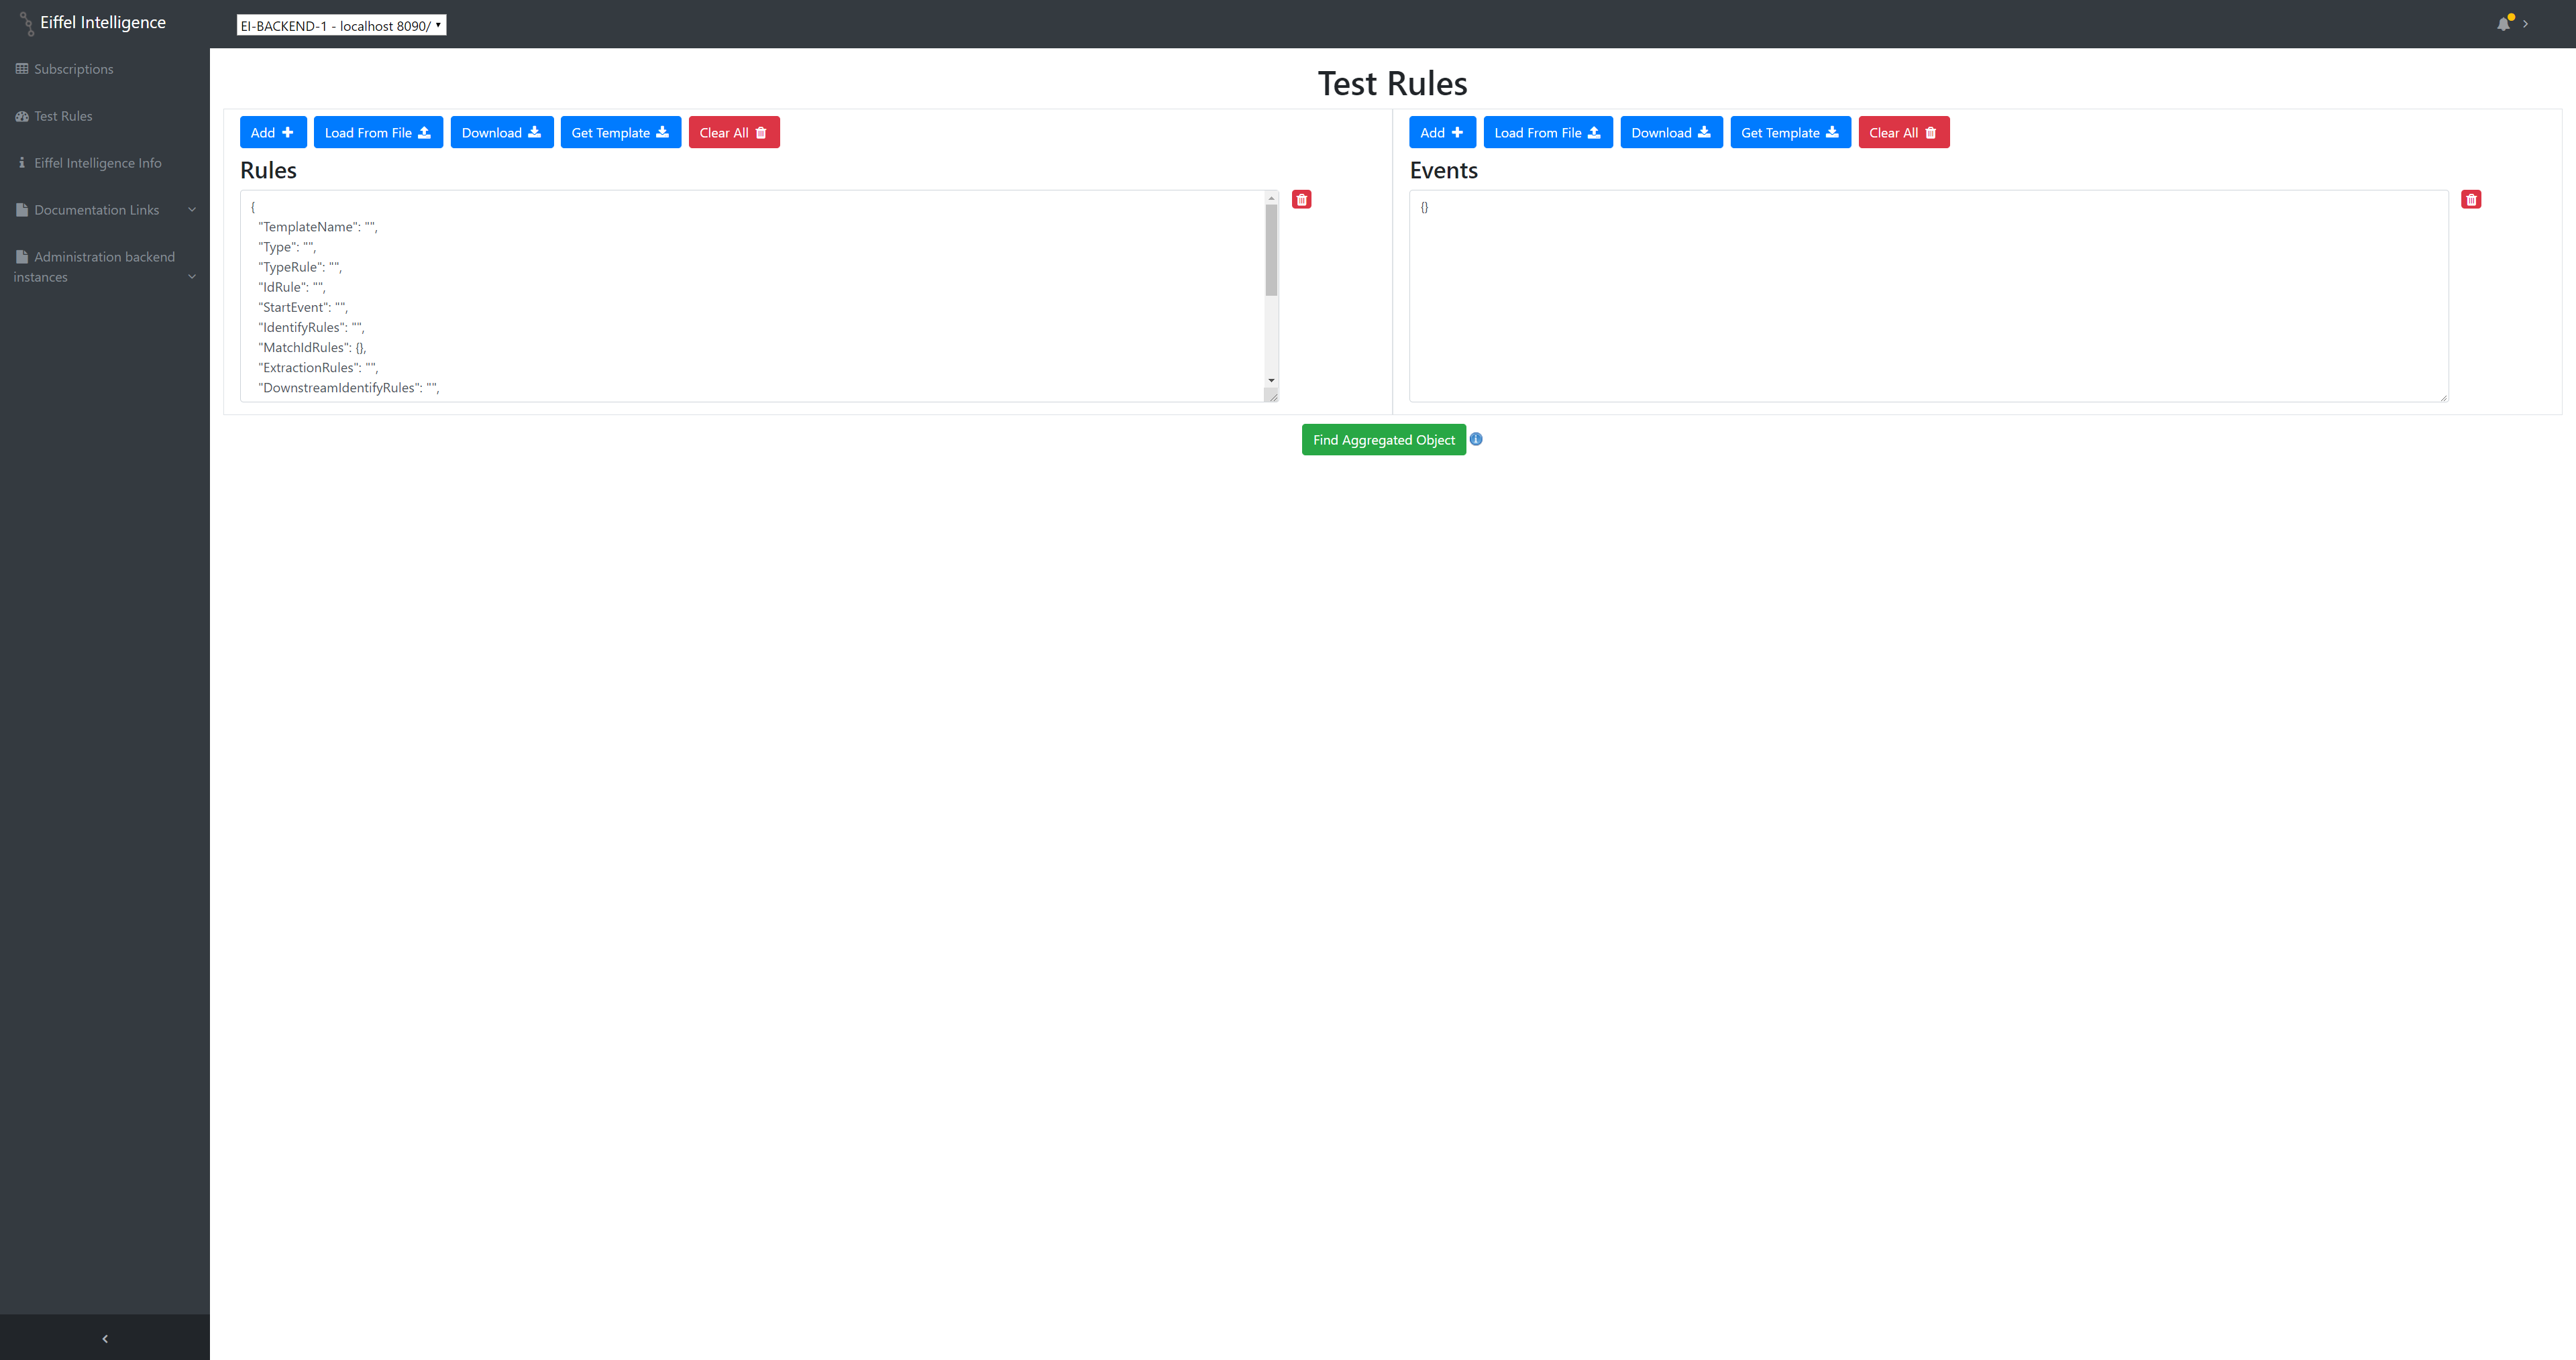 Eiffel Intelligence
EI-BACKEND-1 - localhost 8090/
Subscriptions
Test Rules
Eiffel Intelligence Info
Documentation Links
Administration backend
instances
Test Rules
Add
Load From File
Download
Get Template
Clear All
Rules
{
"TemplateName": "",
"Type": "",
"TypeRule": "",
"IdRule": "",
"StartEvent": "",
"IdentifyRules": "",
"MatchIdRules": {},
"ExtractionRules": "",
"DownstreamIdentifyRules": "",
Add
Load From File
Download
Get Template
Clear All
Events
{}
Find Aggregated Object